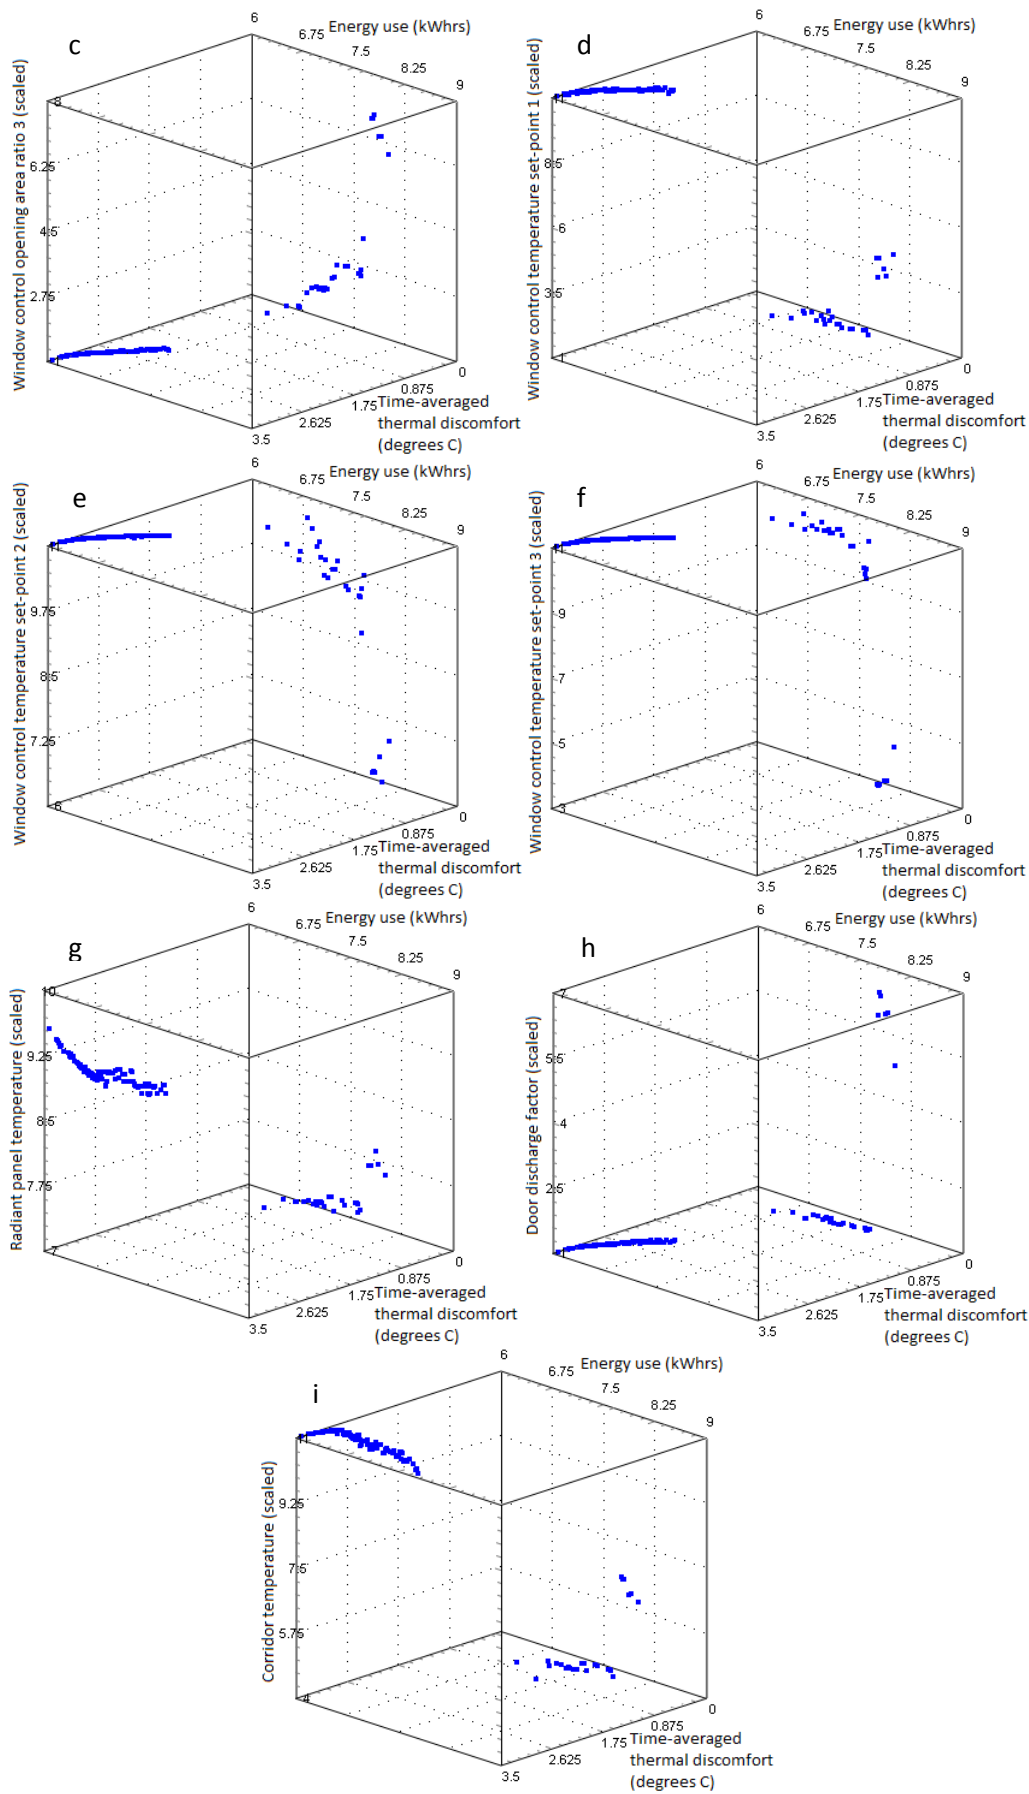 c
6
Energy use (kWhrs)
6.75
7.5
8.25
9
Window control opening area ratio 3 (scaled)
8
6.25
4.5
2.75
1
0
0.875
1.75
2.625
3.5
Time-averaged
thermal discomfort
(degrees C)
d
6
Energy use (kWhrs)
6.75
7.5
8.25
9
Window control temperature set-point 1 (scaled)
11
8.5
6
3.5
1
0
0.875
1.75
2.625
3.5
Time-averaged
thermal discomfort
(degrees C)
e
6
Energy use (kWhrs)
6.75
7.5
8.25
9
Window control temperature set-point 2 (scaled)
11
9.75
8.5
7.25
6
0
0.875
1.75
2.625
3.5
Time-averaged
thermal discomfort
(degrees C)
f
6
Energy use (kWhrs)
6.75
7.5
8.25
9
Window control temperature set-point 3 (scaled)
11
9
7
5
3
0
0.875
1.75
2.625
3.5
Time-averaged
thermal discomfort
(degrees C)
g
6
Energy use (kWhrs)
6.75
7.5
8.25
9
Radiant panel temperature (scaled)
10
9.25
8.5
7.75
7
0
0.875
1.75
2.625
3.5
Time-averaged
thermal discomfort
(degrees C)
h
6
Energy use (kWhrs)
6.75
7.5
8.25
9
Door discharge factor (scaled)
7
5.5
4
2.5
1
0
0.875
1.75
2.625
3.5
Time-averaged
thermal discomfort
(degrees C)
i
6
Energy use (kWhrs)
6.75
7.5
8.25
9
Corridor temperature (scaled)
11
9.25
7.5
5.75
4
0
0.875
1.75
2.625
3.5
Time-averaged
thermal discomfort
(degrees C)